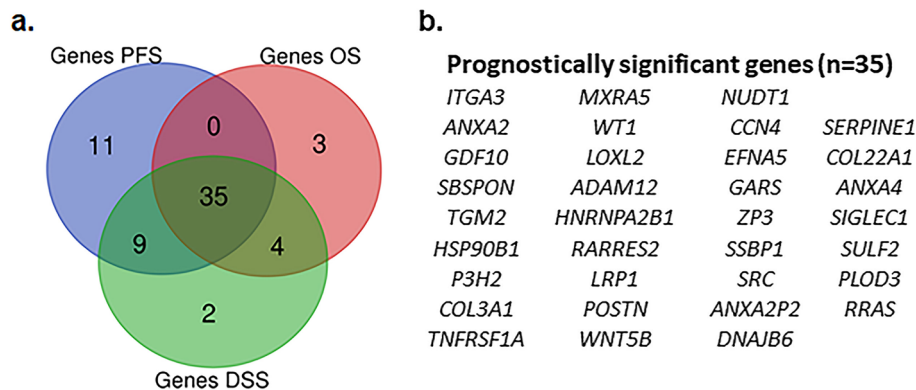 a.
Genes PFS
Genes OS
11
0
3
35
9
4
2
Genes DSS
b.
Prognostically significant genes (n=35)
ITGA3 MXRA5 NUDT1
ANXA2 WT1 CCN4 SERPINE1
GDF10 LOXL2 EFNA5 COL22A1
SBSPON ADAM12 GARS ANXA4
TGM2 HNRNPA2B1 ZP3 SIGLEC1
HSP90B1 RARRES2 SSBP1 SULF2
P3H2 LRP1 SRC PLOD3
COL3A1 POSTN ANXA2P2 RRAS
TNFRSF1A WNT5B DNAJB6